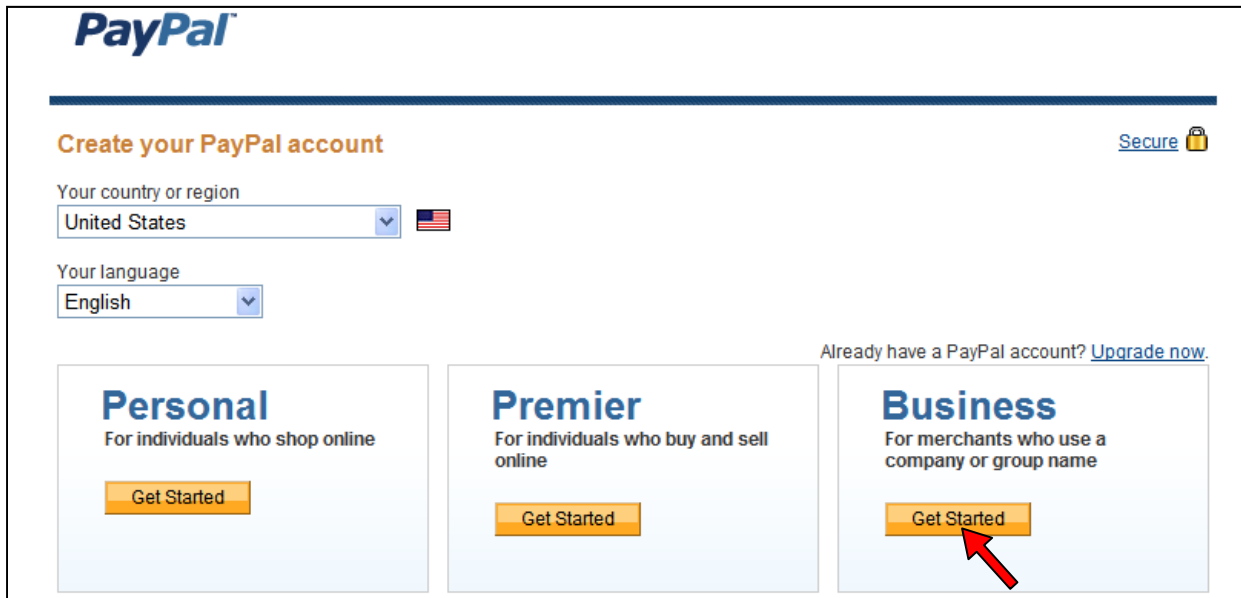 PayPal™
Create your PayPal account
Secure
Your country or region
United States
Your language
English
Already have a PayPal account? Upgrade now.
Personal
For individuals who shop online
Get Started
Premier
For individuals who buy and sell
online
Get Started
Business
For merchants who use a
company or group name
Get Started